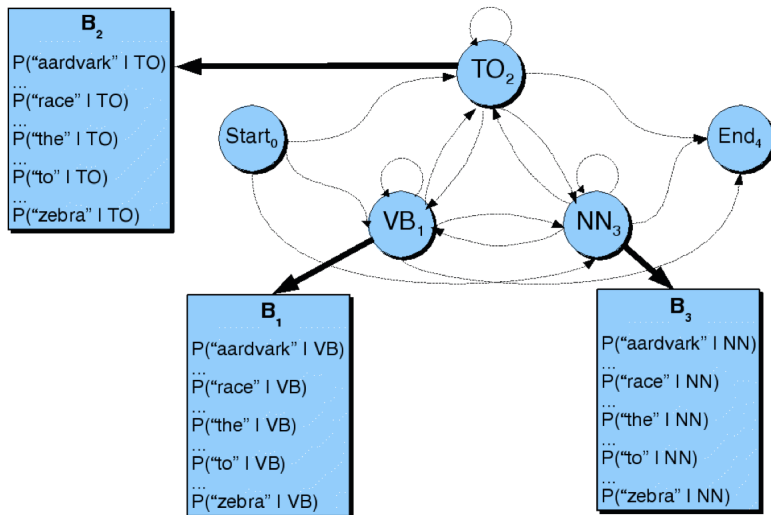 B2
P(“aardvark” I TO)
...
P(“race” I TO)
...
P(“the” I TO)
...
P(“to” I TO)
...
P(“zebra” I TO)
TO2
Start0
End4
VB1
NN3
B1
P(“aardvark” I VB)
...
P(“race” I VB)
...
P(“the” I VB)
...
P(“to” I VB)
...
P(“zebra” I VB)
B3
P(“aardvark” I NN)
...
P(“race” I NN)
...
P(“the” I NN)
...
P(“to” I NN)
...
P(“zebra” I NN)